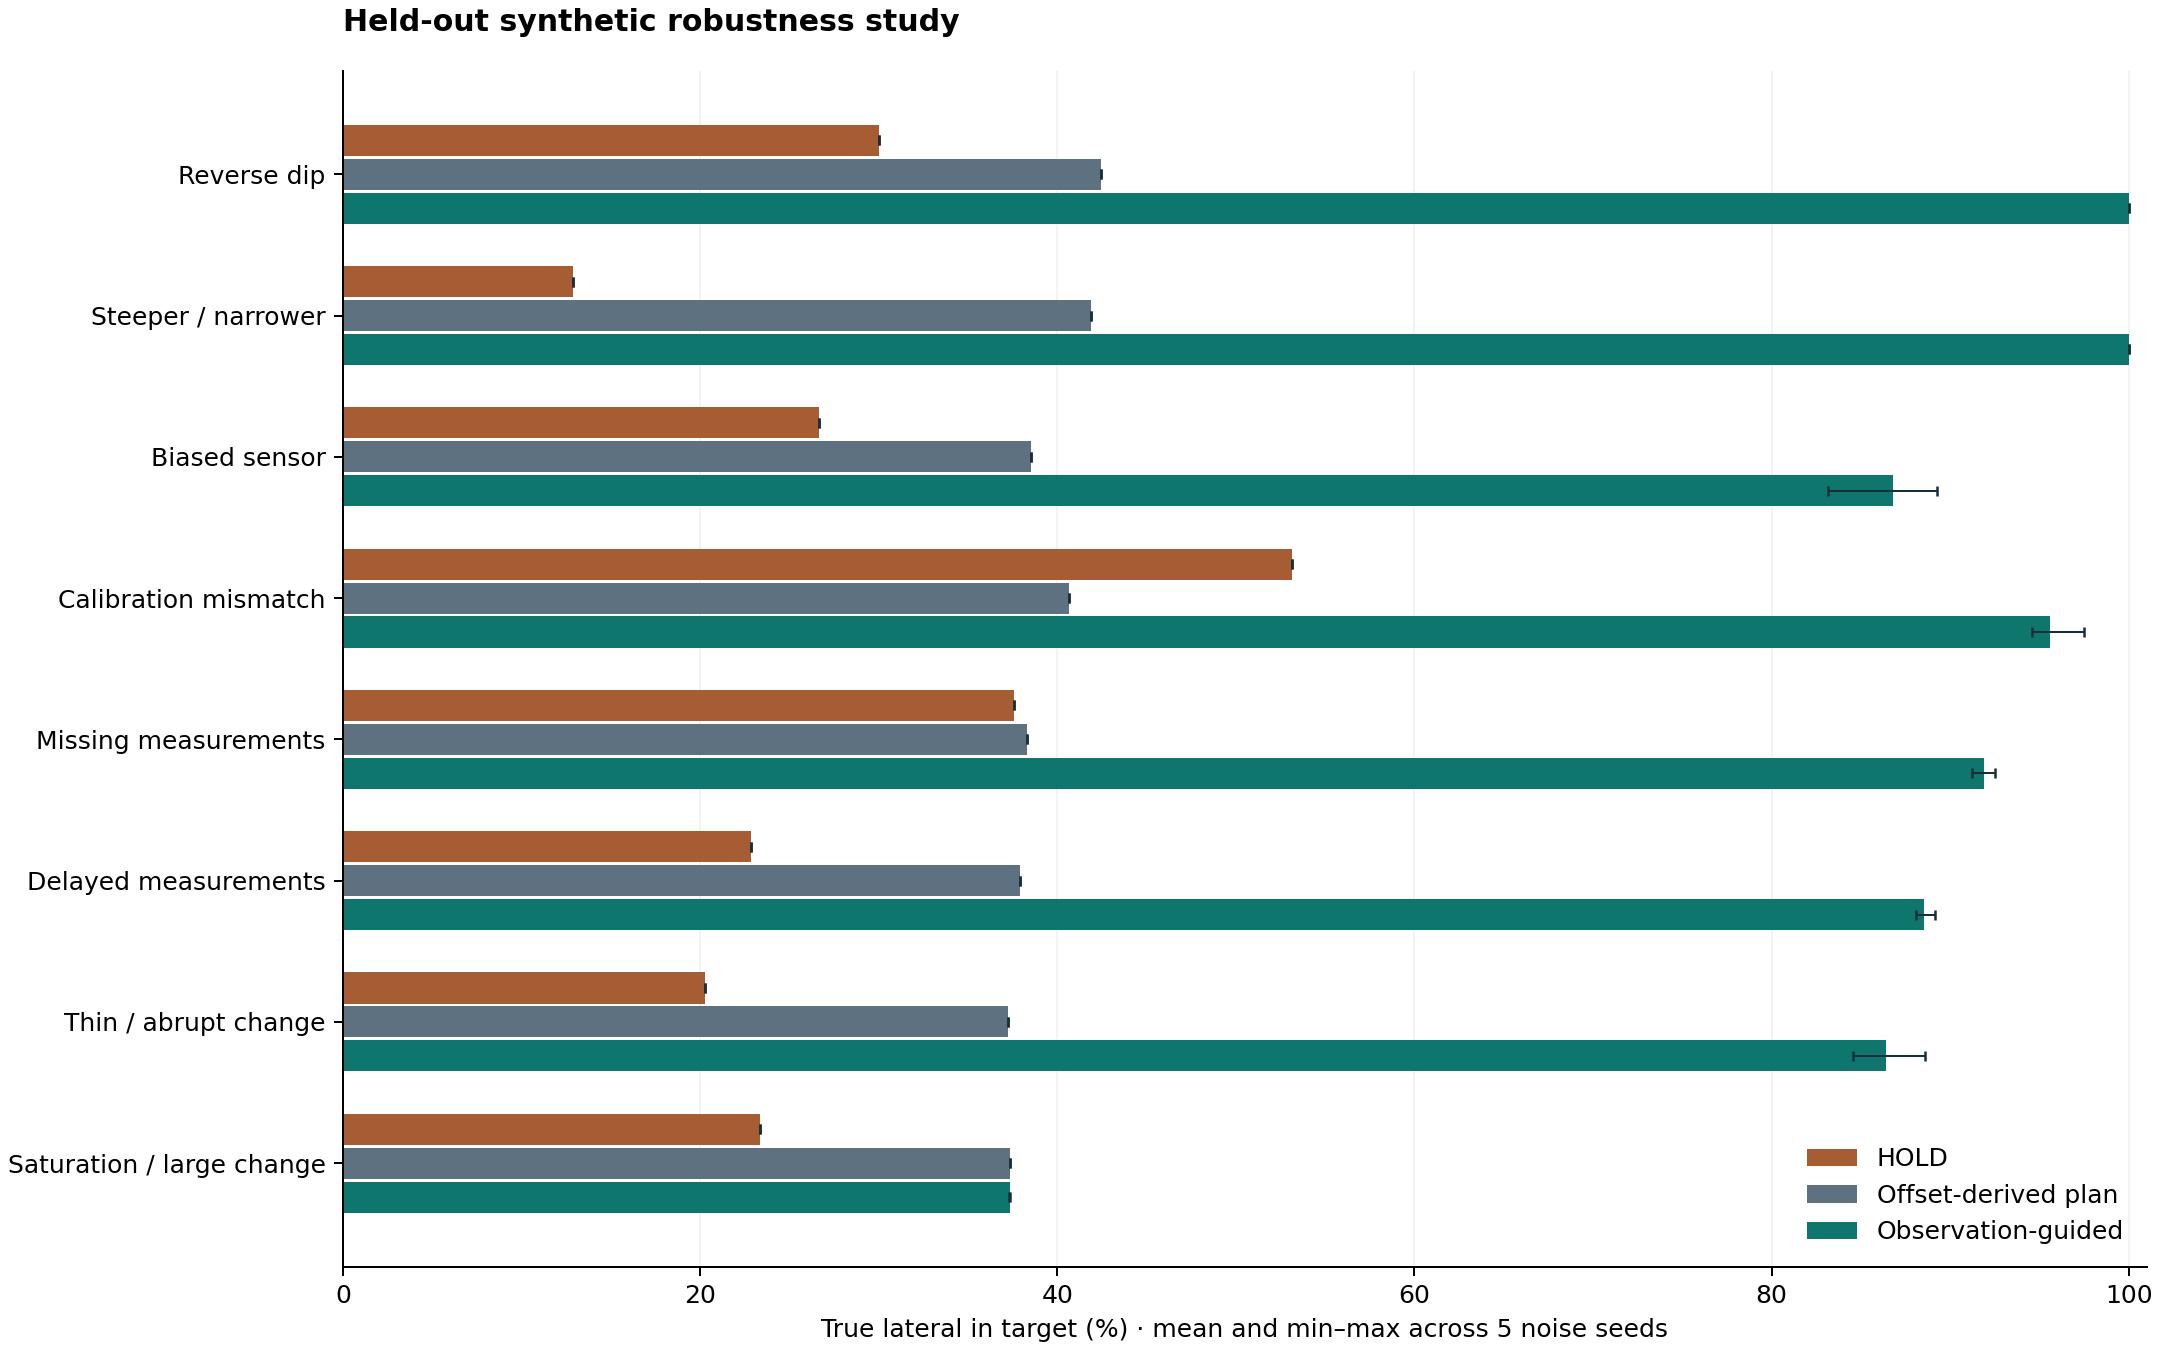 Held-out synthetic robustness study
Reverse dip
Steeper / narrower
Biased sensor
Calibration mismatch
Missing measurements
Delayed measurements
Thin / abrupt change
Saturation / large change
HOLD
Offset-derived plan
Observation-guided
0 20 40 60 80 100
True lateral in target (%) · mean and min–max across 5 noise seeds